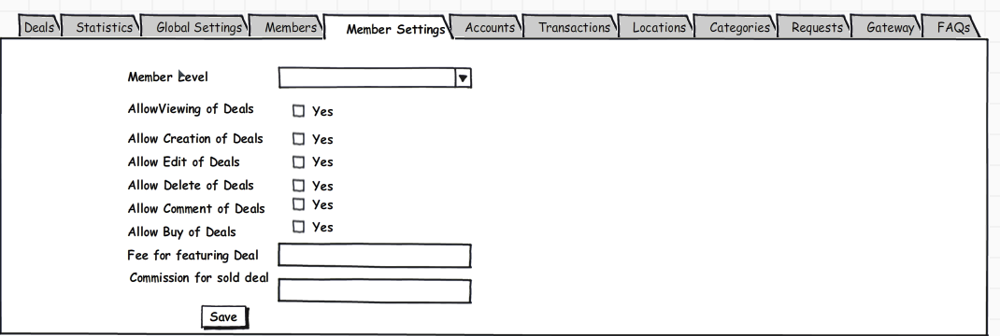 Deals Statistics Global Settings Members Member Settings Accounts Transactions Locations Categories Requests Gateway FAQs
Member Level
AllowViewing of Deals Yes
Allow Creation of Deals Yes
Allow Edit of Deals Yes
Allow Delete of Deals Yes
Allow Comment of Deals Yes
Allow Buy of Deals Yes
Fee for featuring Deal
Commission for sold deal
Save